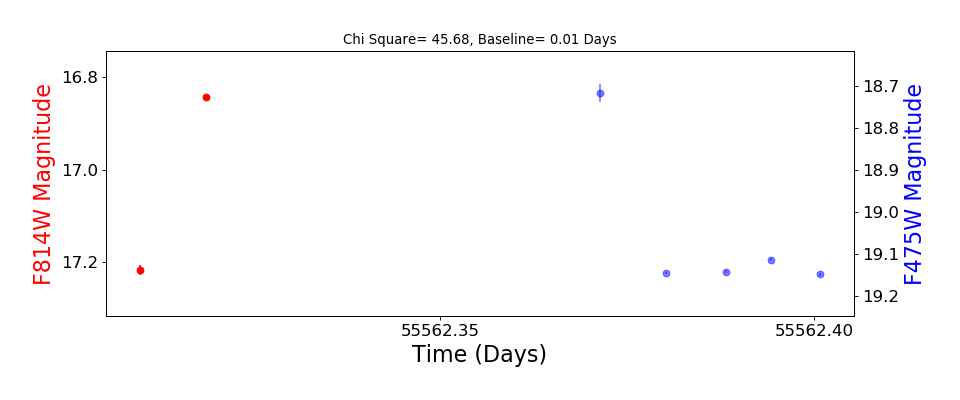 Chi Square= 45.68, Baseline= 0.01 Days
F814W Magnitude
16.8
17.0
17.2
18.7
18.8
18.9
19.0
19.1
19.2
F475W Magnitude
55562.35
55562.40
Time (Days)